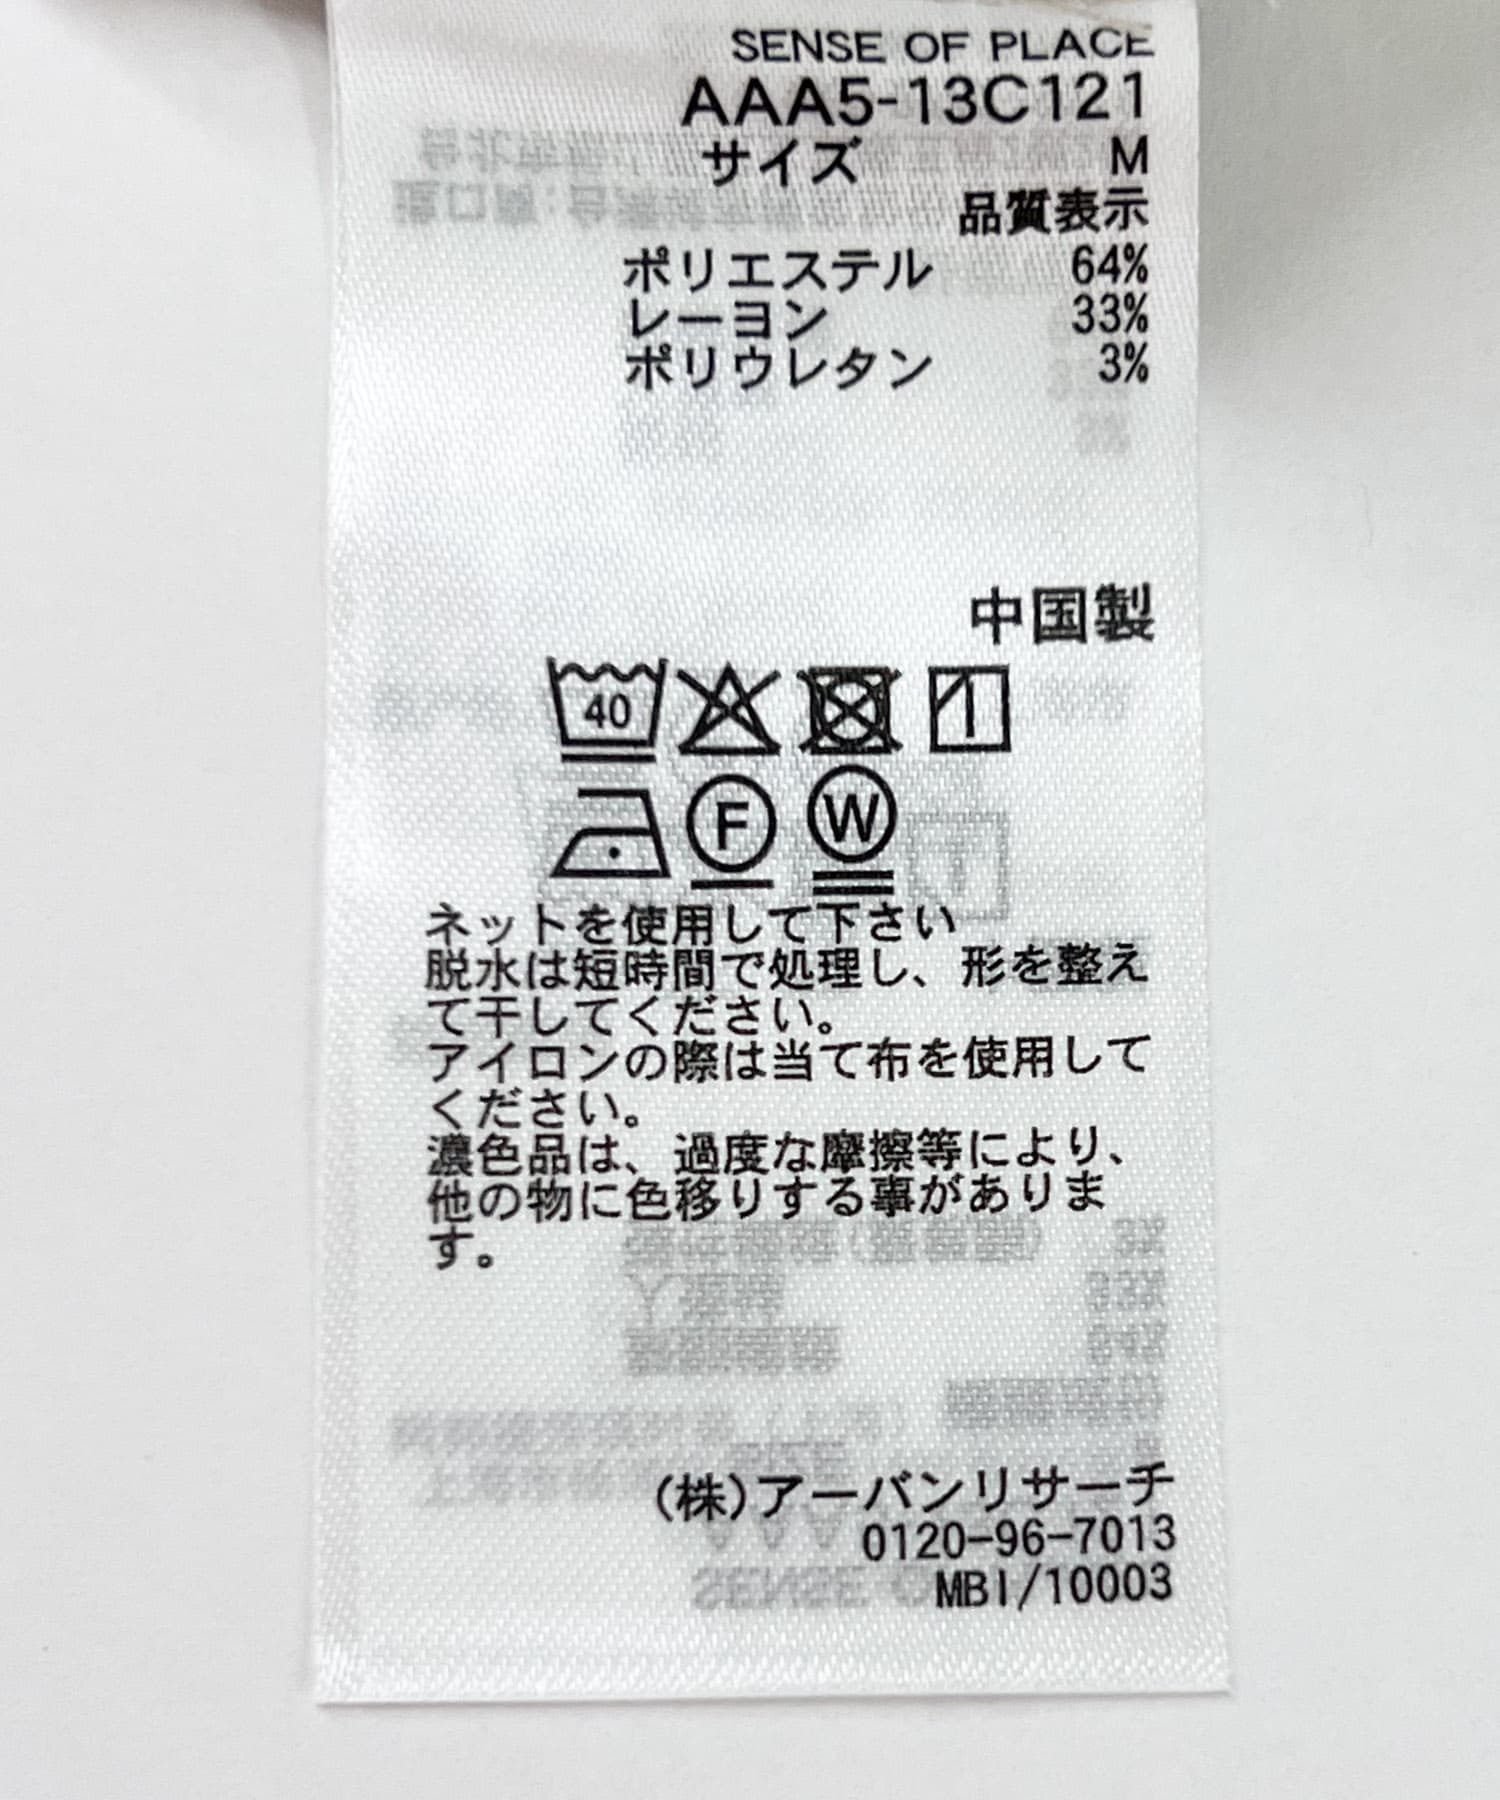 SENSE OF PLACE
AAA5-13C121
サイズ M
品質表示
ポリエステル 64%
レーヨン 33%
ポリウレタン 3%
中国製
40
F W
ネットを使用して下さい
脱水は短時間で処理し、形を整え
て干してください。
アイロンの際は当て布を使用して
ください。
濃色品は、過度な摩擦等により、
他の物に色移りする事がありま
す。
(株)アーバンリサーチ
0120-96-7013
MBI/10003